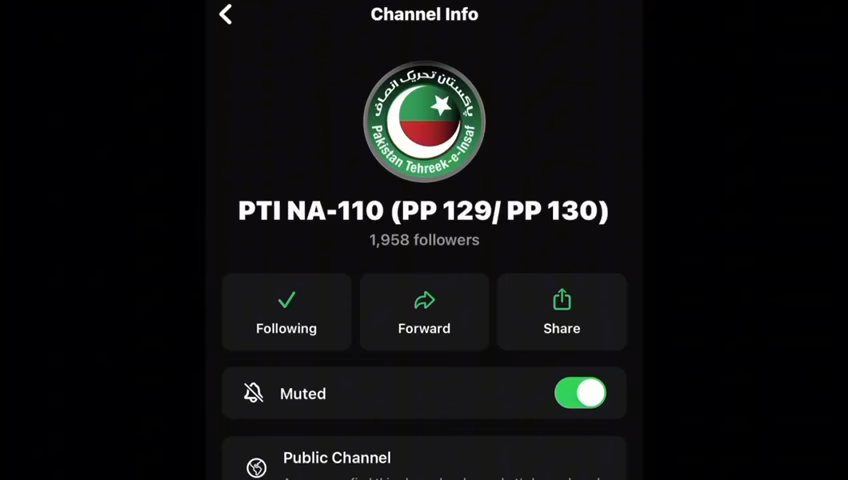 Channel Info
پاکستان تحریک انصاف
Pakistan Tehreek-e-Insaf
PTI NA-110 (PP 129/ PP 130)
1,958 followers
Following
Forward
Share
Muted
Public Channel